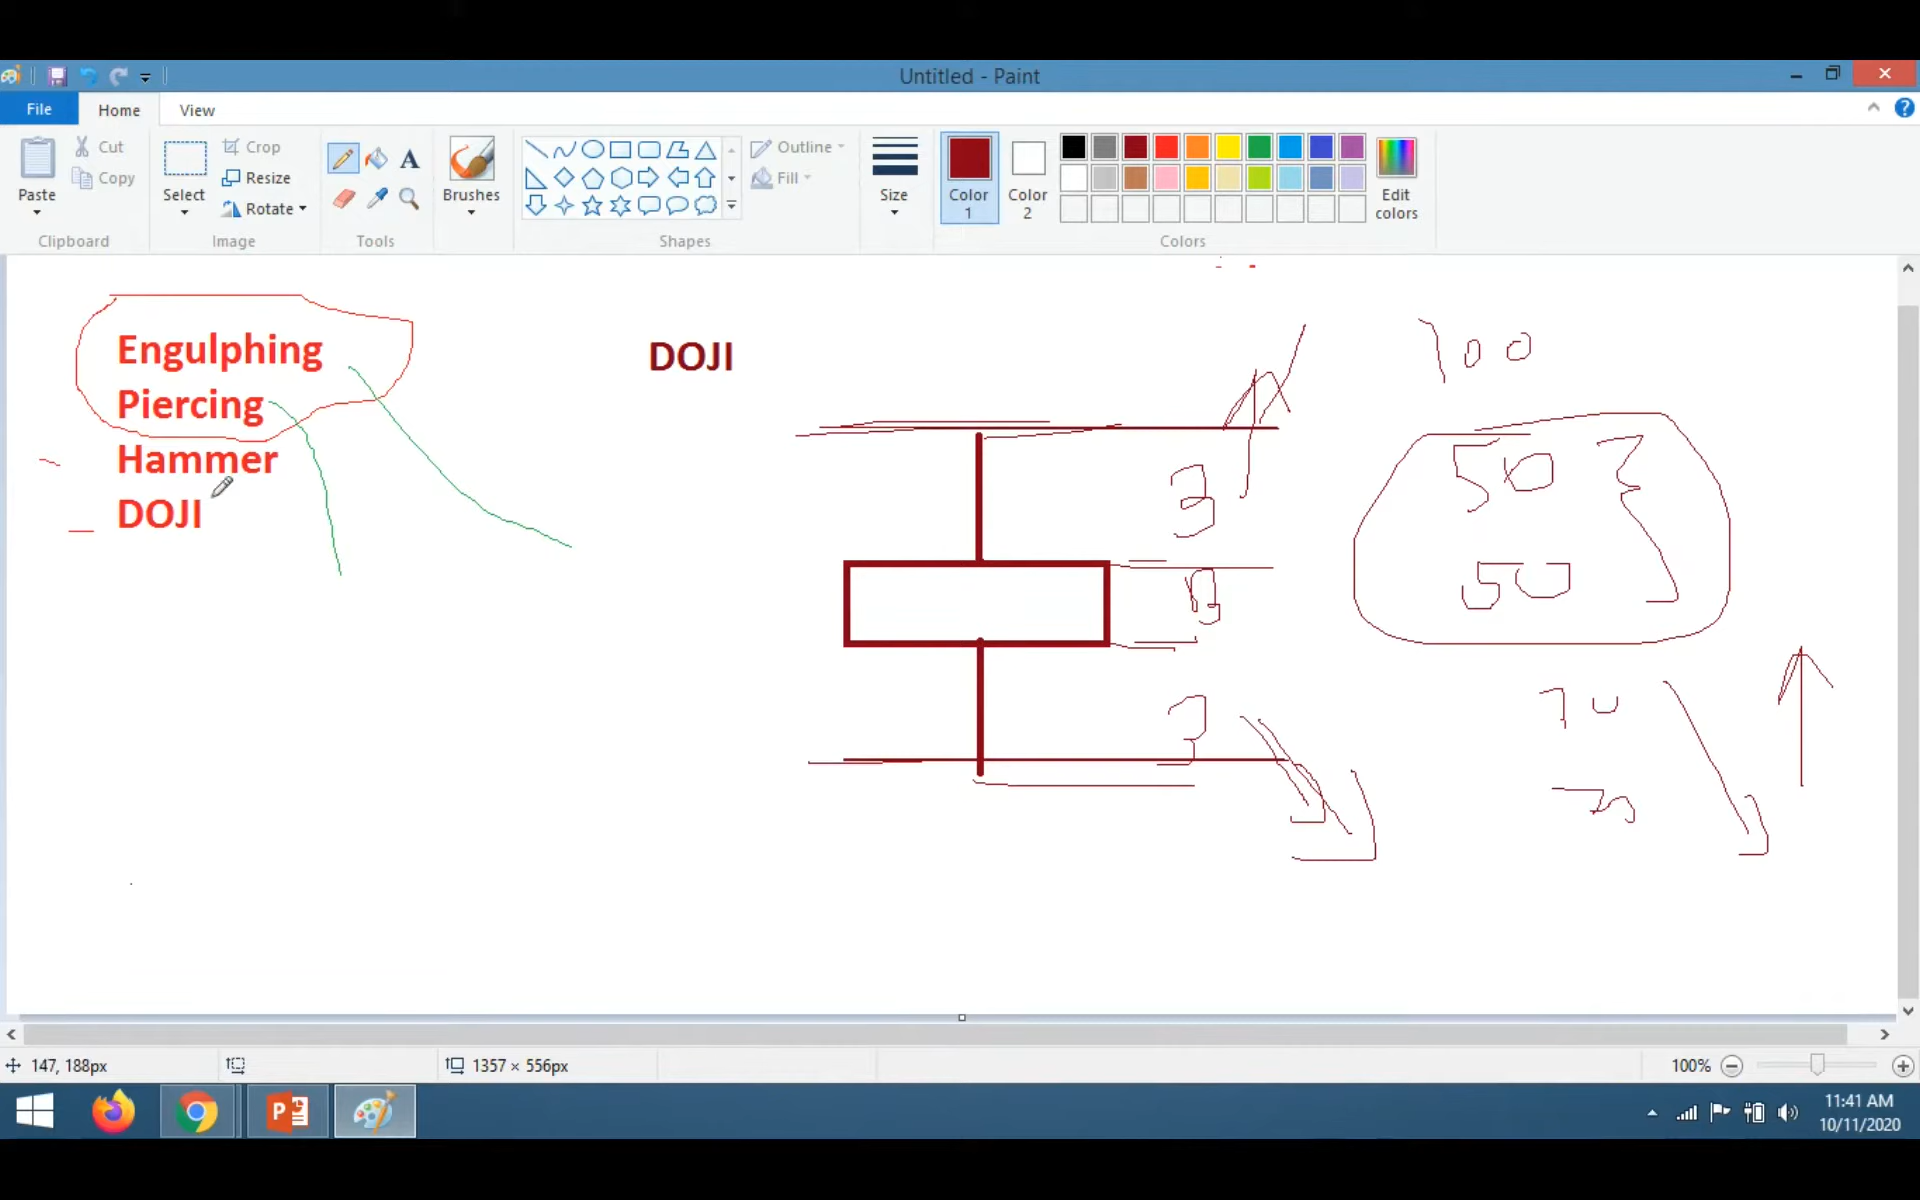 Untitled - Paint
File
Home
View
Paste
Cut
Copy
Clipboard
Select
Crop
Resize
Rotate
Image
Tools
Brushes
Shapes
Outline
Fill
Size
Color
1
Color
2
Edit
colors
Colors
Engulphing
Piercing
Hammer
DOJI
DOJI
100
3
50
50
3
147, 188px
1357 × 556px
100%
11:41 AM
10/11/2020